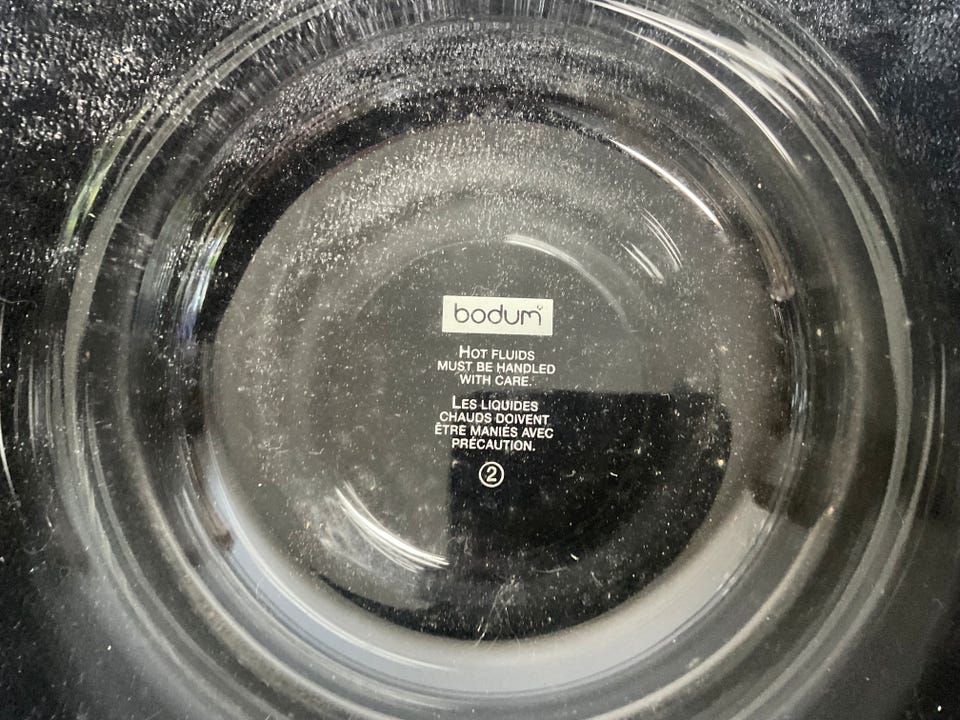 bodum
HOT FLUIDS
MUST BE HANDLED
WITH CARE.
LES LIQUIDES
CHAUDS DOIVENT
ÊTRE MANIÉS AVEC
PRÉCAUTION.
2